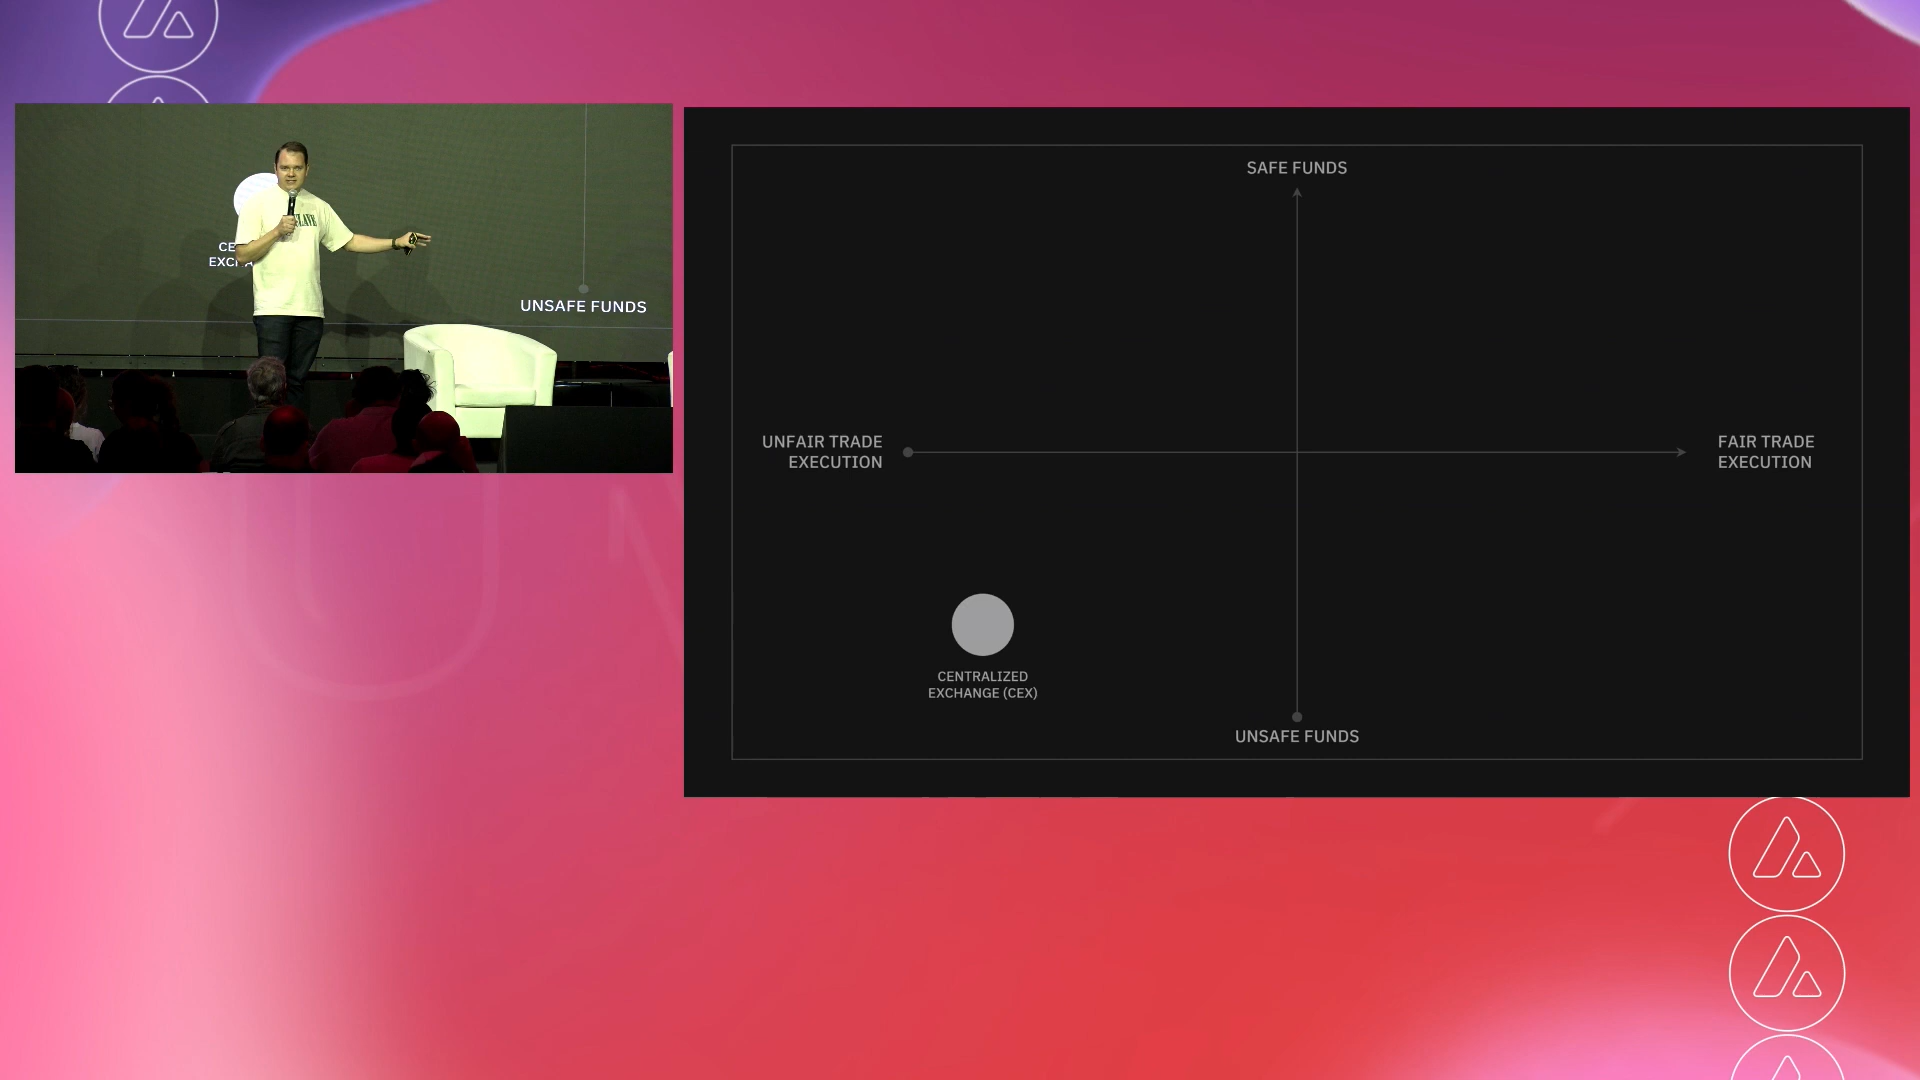 UNSAFE FUNDS
SAFE FUNDS
UNFAIR TRADE
EXECUTION
FAIR TRADE
EXECUTION
CENTRALIZED
EXCHANGE (CEX)
UNSAFE FUNDS